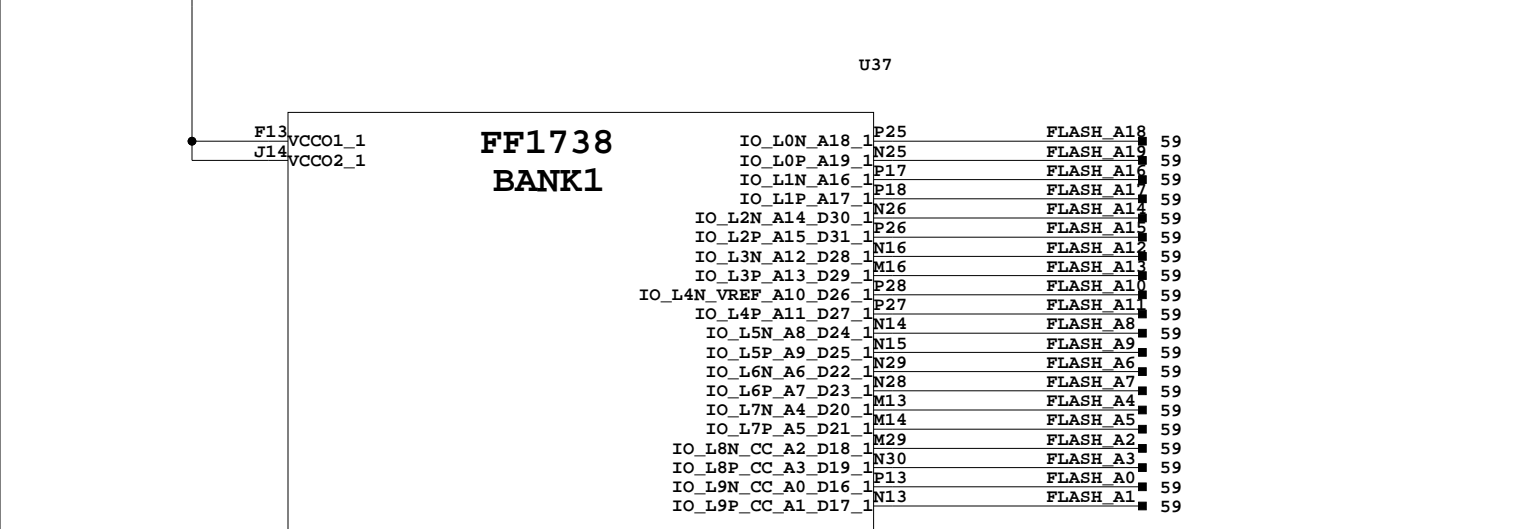 U37
FF1738
BANK1
F13 VCCO1_1
J14 VCCO2_1
IO_L0N_A18_1 P25 FLASH_A18 59
IO_L0P_A19_1 N25 FLASH_A19 59
IO_L1N_A16_1 P17 FLASH_A16 59
IO_L1P_A17_1 P18 FLASH_A17 59
IO_L2N_A14_D30_1 N26 FLASH_A14 59
IO_L2P_A15_D31_1 P26 FLASH_A15 59
IO_L3N_A12_D28_1 N16 FLASH_A12 59
IO_L3P_A13_D29_1 M16 FLASH_A13 59
IO_L4N_VREF_A10_D26_1 P28 FLASH_A10 59
IO_L4P_A11_D27_1 P27 FLASH_A11 59
IO_L5N_A8_D24_1 N14 FLASH_A8 59
IO_L5P_A9_D25_1 N15 FLASH_A9 59
IO_L6N_A6_D22_1 N29 FLASH_A6 59
IO_L6P_A7_D23_1 N28 FLASH_A7 59
IO_L7N_A4_D20_1 M13 FLASH_A4 59
IO_L7P_A5_D21_1 M14 FLASH_A5 59
IO_L8N_CC_A2_D18_1 M29 FLASH_A2 59
IO_L8P_CC_A3_D19_1 N30 FLASH_A3 59
IO_L9N_CC_A0_D16_1 P13 FLASH_A0 59
IO_L9P_CC_A1_D17_1 N13 FLASH_A1 59